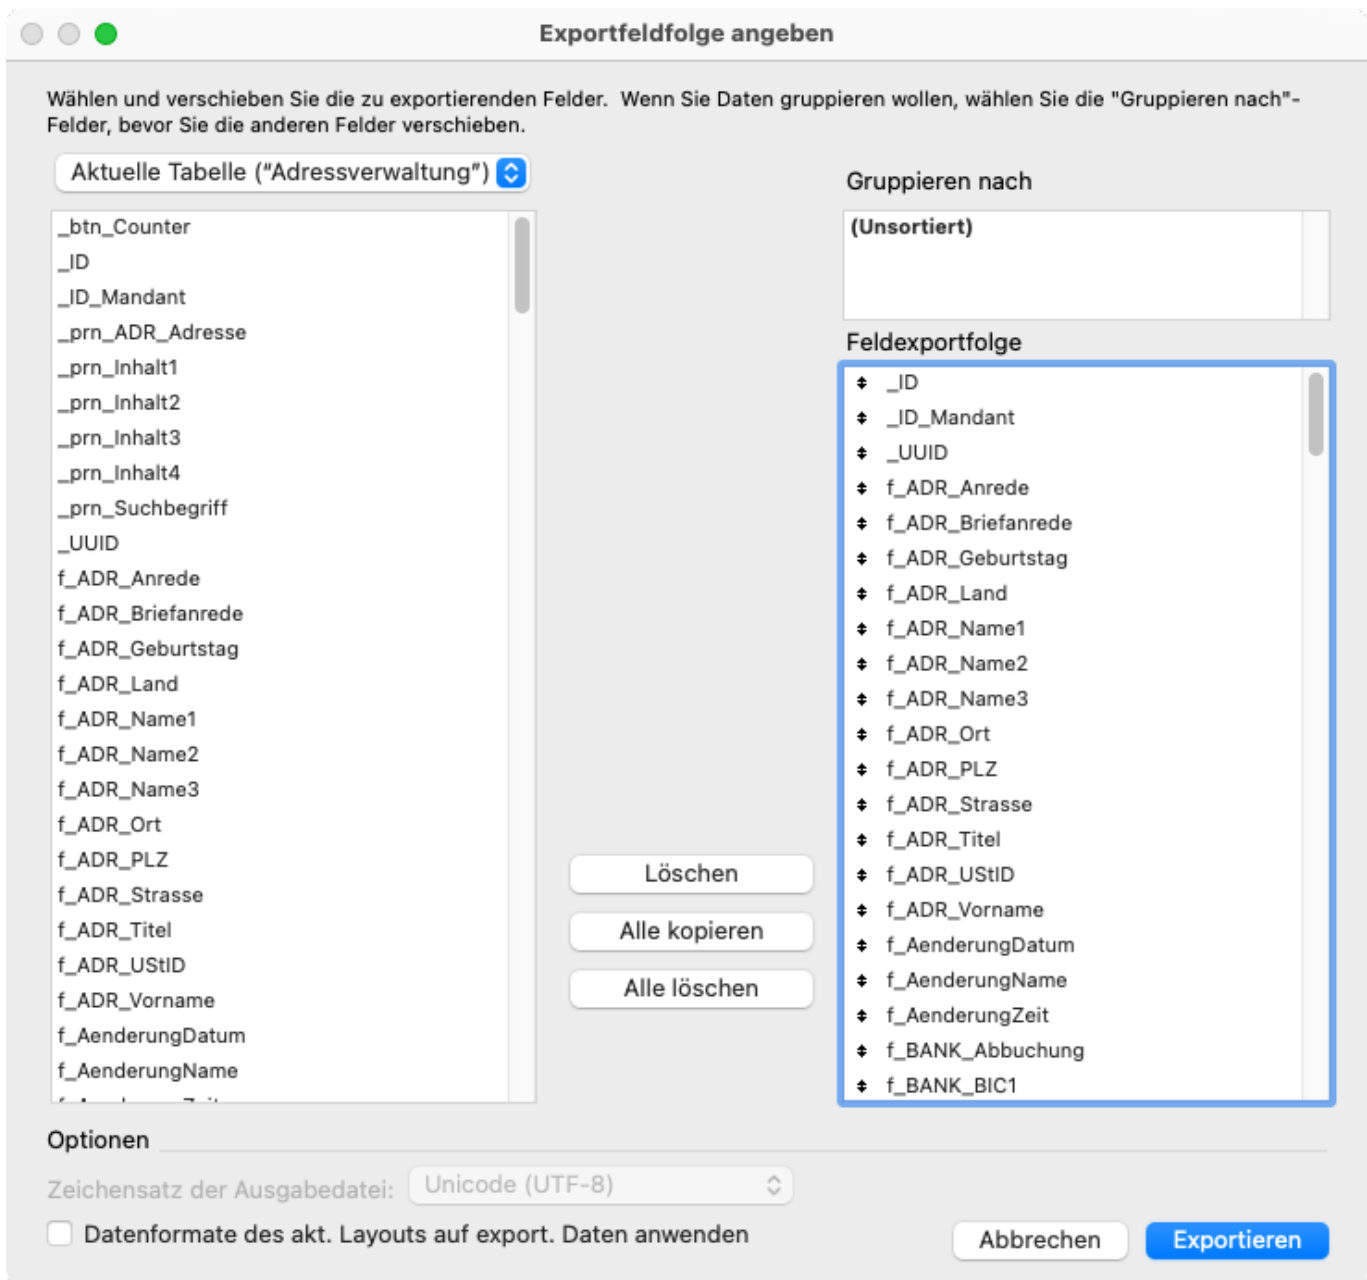 Exportfeldfolge angeben
Wählen und verschieben Sie die zu exportierenden Felder.  Wenn Sie Daten gruppieren wollen, wählen Sie die "Gruppieren nach"-
Felder, bevor Sie die anderen Felder verschieben.
Aktuelle Tabelle (“Adressverwaltung”)
_btn_Counter
_ID
_ID_Mandant
_prn_ADR_Adresse
_prn_Inhalt1
_prn_Inhalt2
_prn_Inhalt3
_prn_Inhalt4
_prn_Suchbegriff
_UUID
f_ADR_Anrede
f_ADR_Briefanrede
f_ADR_Geburtstag
f_ADR_Land
f_ADR_Name1
f_ADR_Name2
f_ADR_Name3
f_ADR_Ort
f_ADR_PLZ
f_ADR_Strasse
f_ADR_Titel
f_ADR_UStID
f_ADR_Vorname
f_AenderungDatum
f_AenderungName
Löschen
Alle kopieren
Alle löschen
Gruppieren nach
(Unsortiert)
Feldexportfolge
_ID
_ID_Mandant
_UUID
f_ADR_Anrede
f_ADR_Briefanrede
f_ADR_Geburtstag
f_ADR_Land
f_ADR_Name1
f_ADR_Name2
f_ADR_Name3
f_ADR_Ort
f_ADR_PLZ
f_ADR_Strasse
f_ADR_Titel
f_ADR_UStID
f_ADR_Vorname
f_AenderungDatum
f_AenderungName
f_AenderungZeit
f_BANK_Abbuchung
f_BANK_BIC1
Optionen
Zeichensatz der Ausgabedatei: Unicode (UTF-8)
Datenformate des akt. Layouts auf export. Daten anwenden
Abbrechen
Exportieren